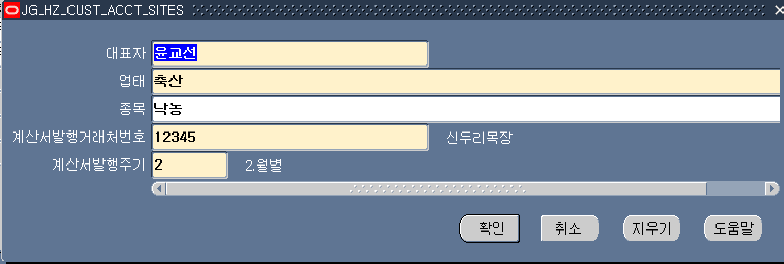 JG_HZ_CUST_ACCT_SITES
대표자 윤교선
업태 축산
종목 낙농
계산서발행거래처번호 12345 신두리목장
계산서발행주기 2 2.월별
확인 취소 지우기 도움말